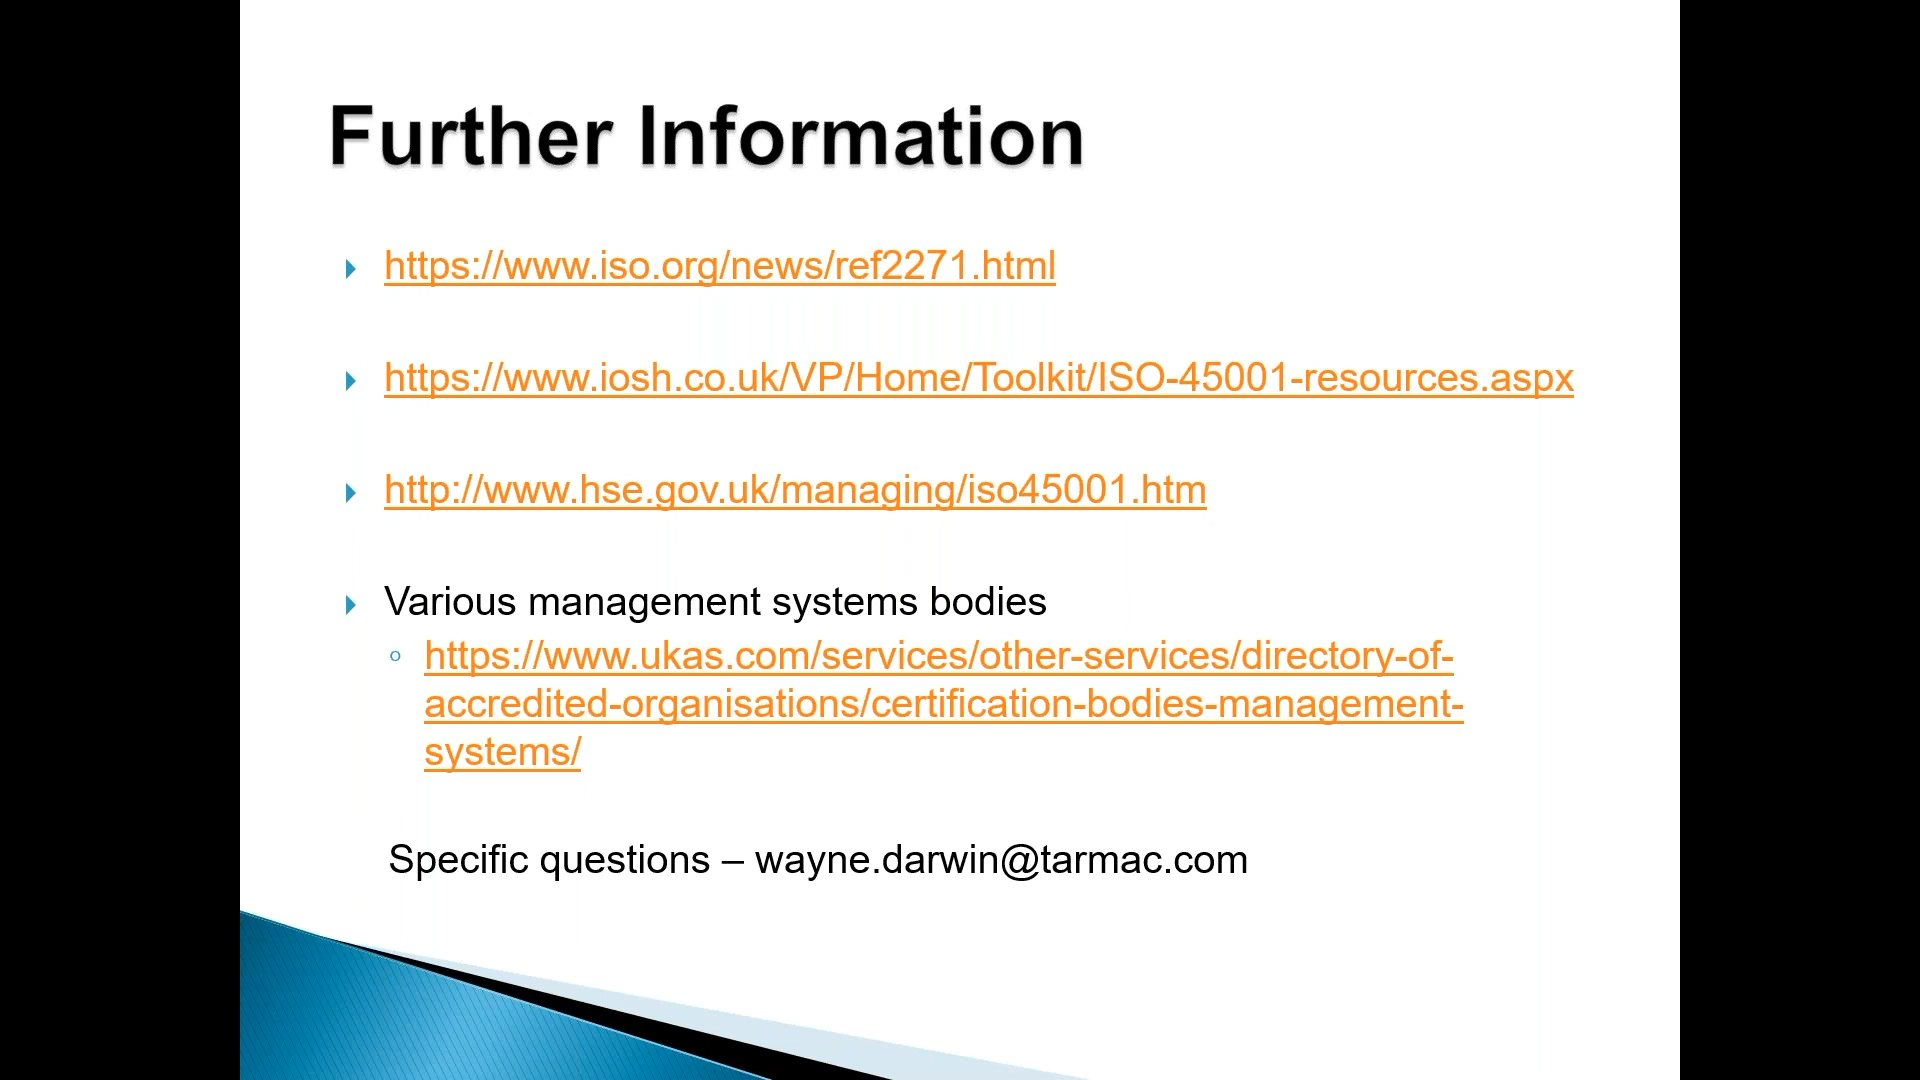 Further Information
https://www.iso.org/news/ref2271.html
https://www.iosh.co.uk/VP/Home/Toolkit/ISO-45001-resources.aspx
http://www.hse.gov.uk/managing/iso45001.htm
Various management systems bodies
https://www.ukas.com/services/other-services/directory-of-
accredited-organisations/certification-bodies-management-
systems/
Specific questions – wayne.darwin@tarmac.com